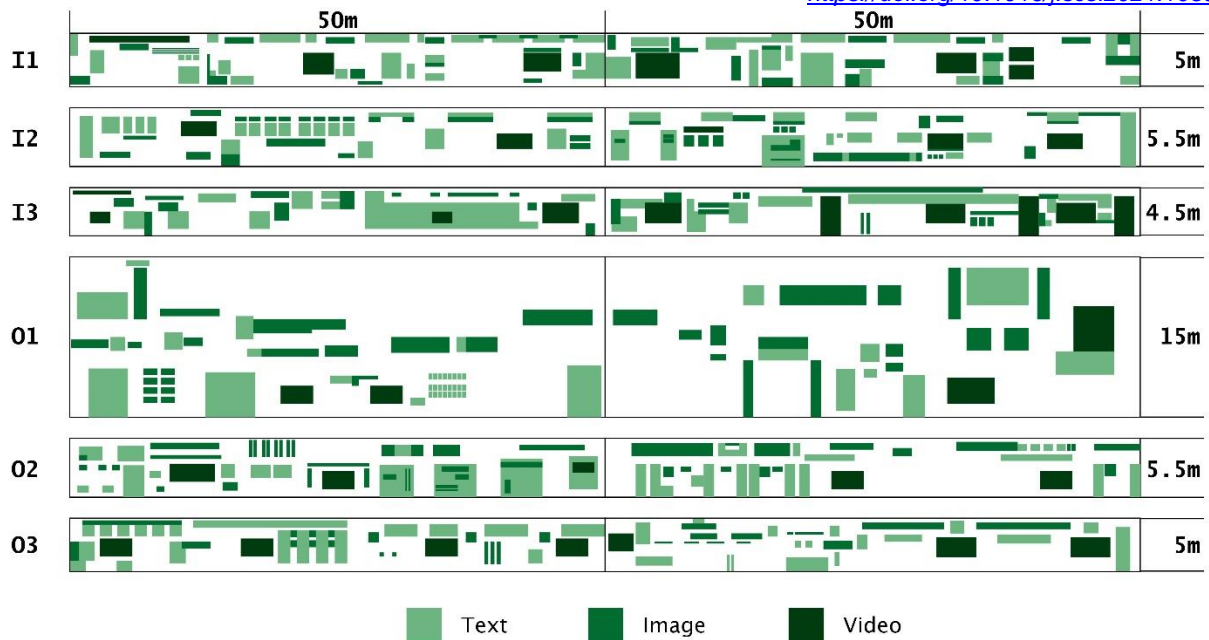 50m 50m
I1 5m
I2 5.5m
I3 4.5m
O1 15m
O2 5.5m
O3 5m
Text Image Video